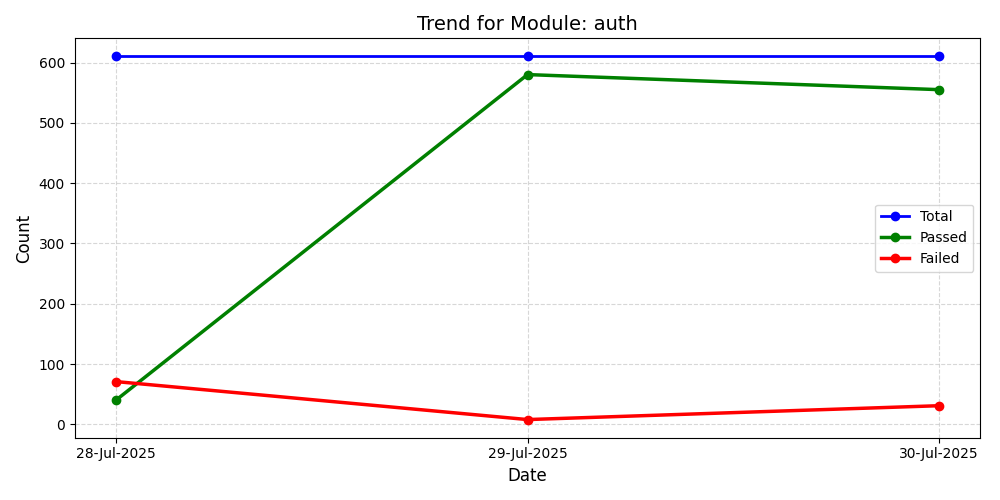 Trend for Module: auth
600
500
400
300
200
100
0
Count
Total
Passed
Failed
28-Jul-2025 29-Jul-2025 30-Jul-2025
Date